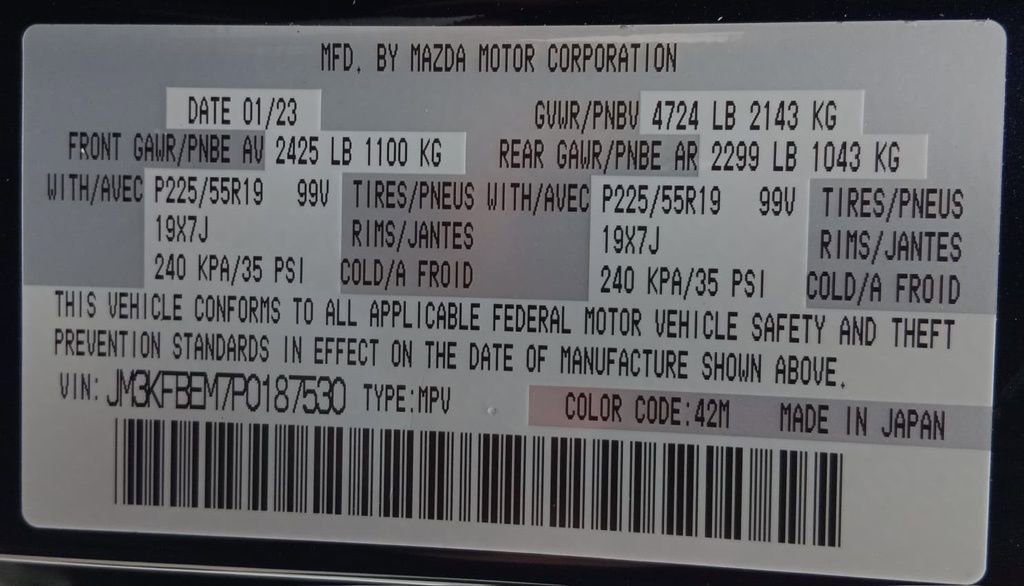 MFD. BY MAZDA MOTOR CORPORATION
DATE 01/23 GVWR/PNBV 4724 LB 2143 KG
FRONT GAWR/PNBE AV 2425 LB 1100 KG REAR GAWR/PNBE AR 2299 LB 1043 KG
WITH/AVEC P225/55R19 99V TIRES/PNEUS WITH/AVEC P225/55R19 99V TIRES/PNEUS
19X7J RIMS/JANTES 19X7J RIMS/JANTES
240 KPA/35 PSI COLD/A FROID 240 KPA/35 PSI COLD/A FROID
THIS VEHICLE CONFORMS TO ALL APPLICABLE FEDERAL MOTOR VEHICLE SAFETY AND THEFT
PREVENTION STANDARDS IN EFFECT ON THE DATE OF MANUFACTURE SHOWN ABOVE.
VIN: JM3KFBEM7P0187530 TYPE:MPV COLOR CODE:42M MADE IN JAPAN